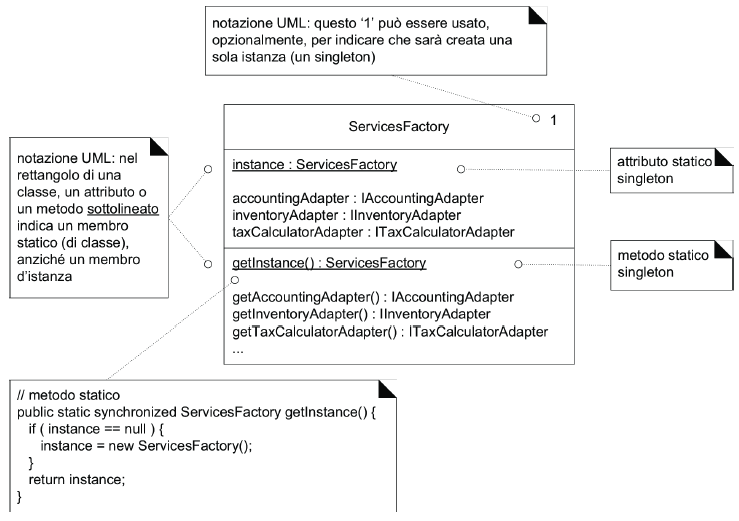 notazione UML: questo ‘1’ può essere usato,
opzionalmente, per indicare che sarà creata una
sola istanza (un singleton)
ServicesFactory
1
notazione UML: nel
rettangolo di una
classe, un attributo o
un metodo sottolineato
indica un membro
statico (di classe),
anziché un membro
d’istanza
instance : ServicesFactory
accountingAdapter : IAccountingAdapter
inventoryAdapter : IInventoryAdapter
taxCalculatorAdapter : ITaxCalculatorAdapter
getInstance() : ServicesFactory
getAccountingAdapter() : IAccountingAdapter
getInventoryAdapter() : IInventoryAdapter
getTaxCalculatorAdapter() : ITaxCalculatorAdapter
...
attributo statico
singleton
metodo statico
singleton
// metodo statico
public static synchronized ServicesFactory getInstance() {
if ( instance == null ) {
instance = new ServicesFactory();
}
return instance;
}